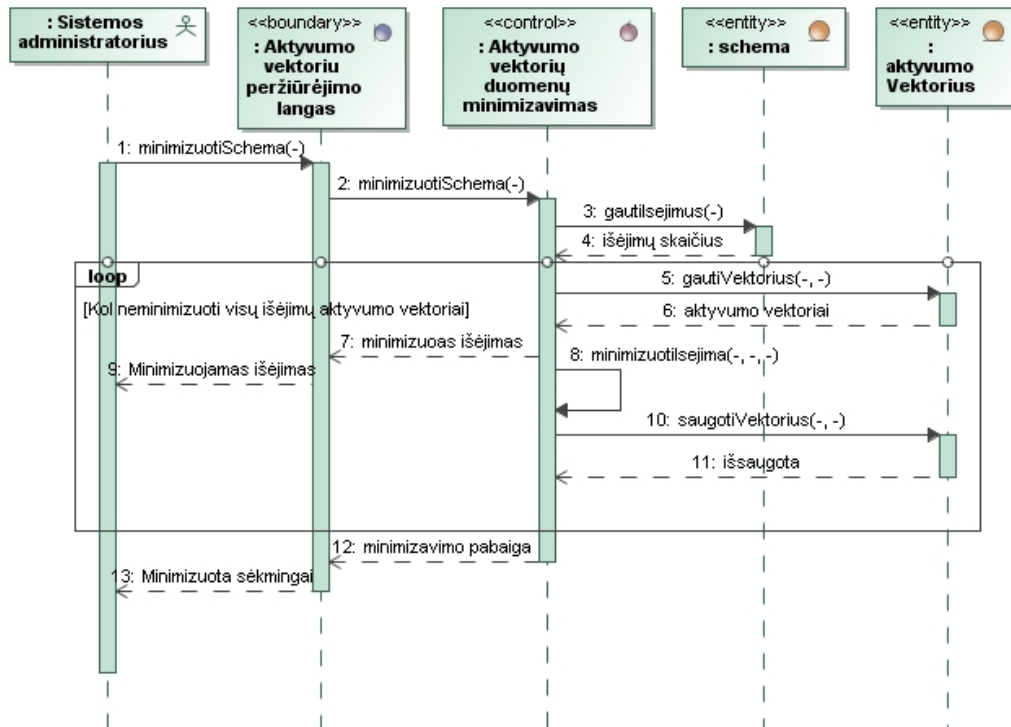 : Sistemos
administratorius
<<boundary>>
: Aktyvumo
vektoriu
peržiūrėjimo
langas
<<control>>
: Aktyvumo
vektorių
duomenų
minimizavimas
<<entity>>
: schema
<<entity>>
:
aktyvumo
Vektorius
1: minimizuotiSchema(-)
2: minimizuotiSchema(-)
3: gautiIsejimus(-)
4: išėjimų skaičius
loop
5: gautiVektorius(-, -)
[Kol neminimizuoti visų išėjimų aktyvumo vektoriai]
6: aktyvumo vektoriai
7: minimizuoas išėjimas
8: minimizuotiIsejima(-, -, -)
9: Minimizuojamas išėjimas
10: saugotiVektorius(-, -)
11: išsaugota
12: minimizavimo pabaiga
13: Minimizuota sėkmingai